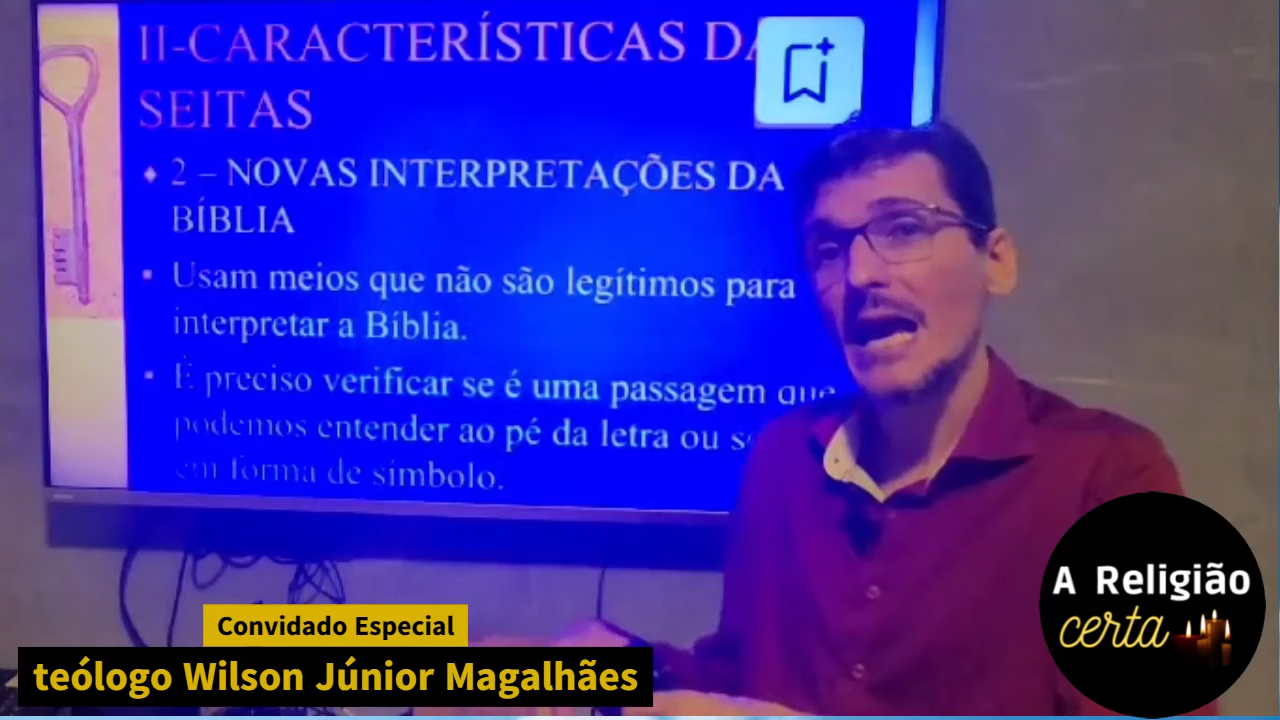 II-CARACTERÍSTICAS DA
SEITAS
2 – NOVAS INTERPRETAÇÕES DA
BÍBLIA
Usam meios que não são legítimos para
interpretar a Bíblia.
É preciso verificar se é uma passagem que
podemos entender ao pé da letra ou
em forma de símbolo.
Convidado Especial
teólogo Wilson Júnior Magalhães
A Religião
certa